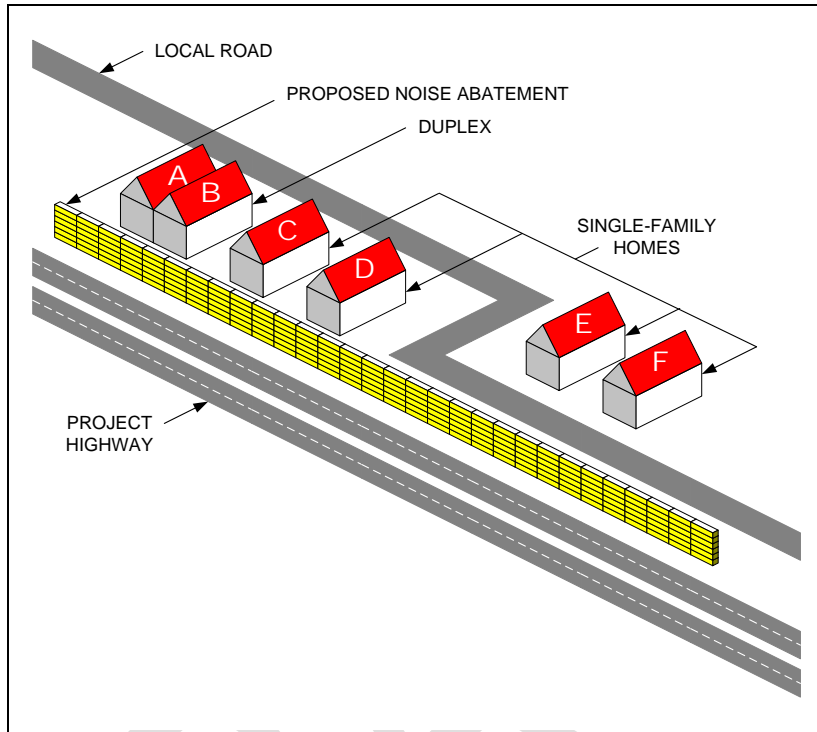 LOCAL ROAD
PROPOSED NOISE ABATEMENT
DUPLEX
A
B
C
D
SINGLE-FAMILY
HOMES
E
F
PROJECT
HIGHWAY